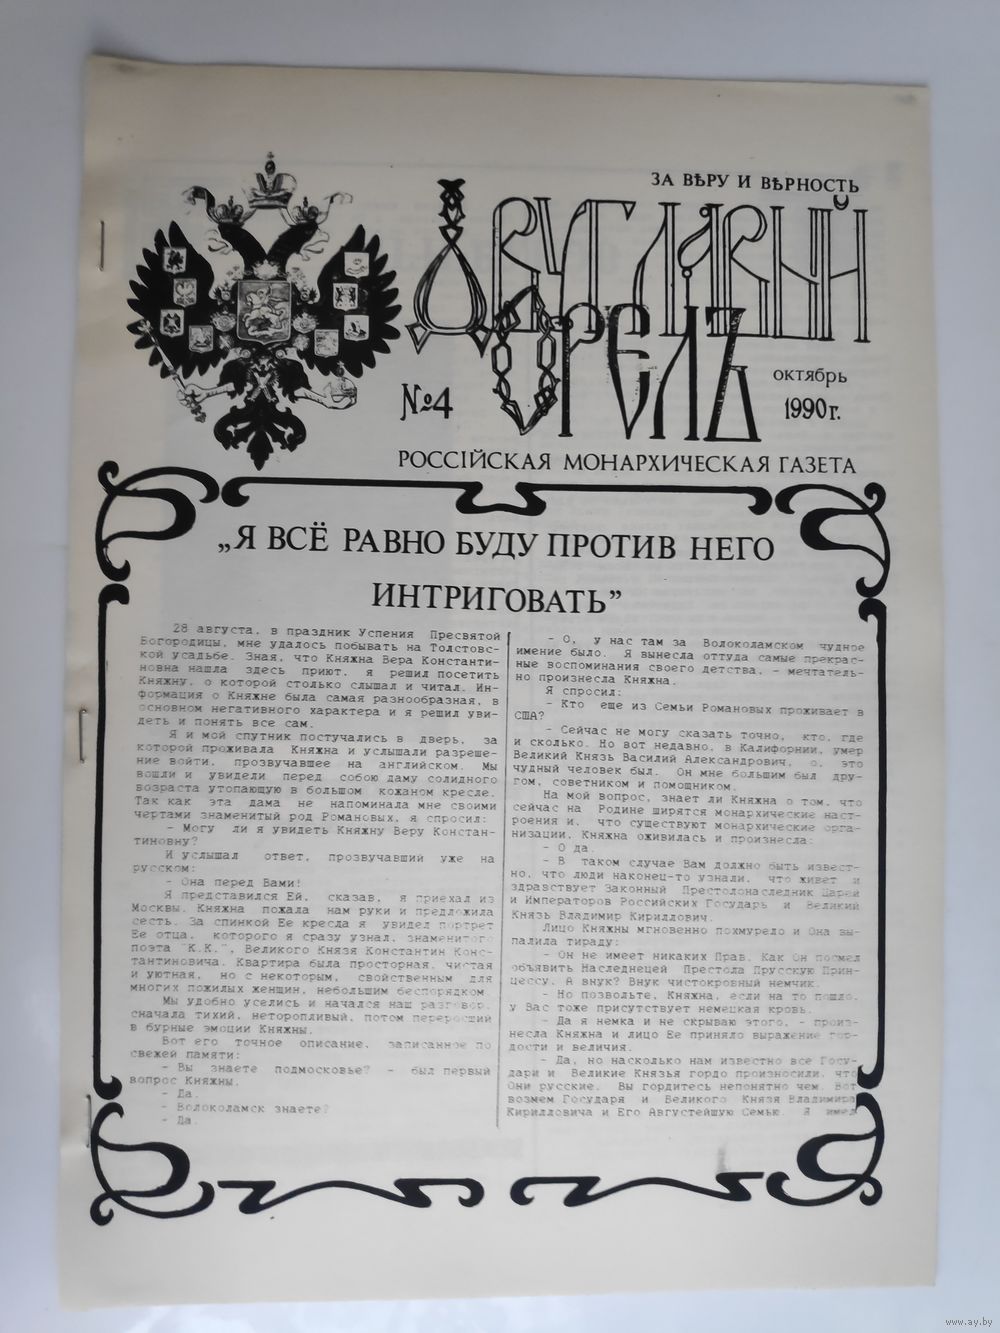 ЗА ВѢРУ И ВѢРНОСТЬ
ДВУГЛАВЫЙ
ОРЕЛЪ
№4
октябрь
1990г.
РОССIЙСКАЯ МОНАРХИЧЕСКАЯ ГАЗЕТА
„Я ВСЁ РАВНО БУДУ ПРОТИВ НЕГО
ИНТРИГОВАТЬ”
28 августа, в праздник Успения Пресвятой
Богородицы, мне удалось побывать на Толстовс-
кой усадьбе. Зная, что Княжна Вера Константи-
новна нашла здесь приют, я решил посетить
Княжну, о которой столько слышал и читал. Ин-
формация о Княжне была самая разнообразная, в
основном негативного характера и я решил уви-
деть и понять все сам.
Я и мой спутник постучались в дверь, за
которой проживала Княжна и услышали разреше-
ние войти, прозвучавшее на английском. Мы
вошли и увидели перед собою даму солидного
возраста утопающую в большом кожаном кресле.
Так как эта дама не напоминала мне своими
чертами знаменитый род Романовых, я спросил:
- Могу ли я увидеть Княжну Веру Констан-
тиновну?
И услышал ответ, прозвучавший уже на
русском:
- Она перед Вами!
Я представился Ей, сказав, я приехал из
Москвы. Княжна пожала нам руки и предложила
сесть. За спинкой Ее кресла я увидел портрет
Ее отца, которого я сразу узнал, знаменитого
поэта "К.К.", Великого Князя Константин Конс-
тантиновича. Квартира была просторная, чистая
и уютная, но с некоторым, свойственным для
многих пожилых женщин, небольшим беспорядком.
Мы удобно уселись и начался наш разговор,
сначала тихий, неторопливый, потом переросший
в бурные эмоции Княжны.
Вот его точное описание, записанное по
свежей памяти:
- Вы знаете подмосковье? - был первый
вопрос Княжны.
- Да.
- Волоколамск знаете?
- Да.
- О, у нас там за Волоколамском чудное
имение было. Я вынесла оттуда самые прекрас-
ные воспоминания своего детства, - мечтатель-
но произнесла Княжна.
Я спросил:
- Кто еще из Семьи Романовых проживает в
США?
- Сейчас не могу сказать точно, кто, где
и сколько. Но вот недавно, в Калифорнии, умер
Великий Князь Василий Александрович, о, это
чудный человек был. Он мне большим был дру-
гом, советником и помощником.
На мой вопрос, знает ли Княжна о том, что
сейчас на Родине ширятся монархические наст-
роения и, что существуют монархические орга-
низации, Княжна оживилась и произнесла:
- О да.
- В таком случае Вам должно быть извест-
но, что люди наконец-то узнали, что живет и
здравствует Законный Престолонаследник Царей
и Императоров Российских Государь и Великий
Князь Владимир Кириллович.
Лицо Княжны мгновенно похмурело и Она вы-
палила тираду:
- Он не имеет никаких Прав. Как Он посмел
объявить Наследнецей Престола Прусскую Прин-
цессу. А внук? Внук чистокровный немчик.
- Но позвольте, Княжна, если на то пошло,
у Вас тоже присутствует немецкая кровь.
- Да я немка и не скрываю этого, - произ-
несла Княжна и лицо Ее приняло выражение гор-
дости и величия.
- Да, но насколько нам известно все Госу-
дари и Великие Князья гордо произносили, что
Они русские. Вы гордитесь непонятно чем. Вот
возмем Государя и Великого Князя Владимира
Кирилловича и Его Августейшую Семью. Я имел
www.ay.by